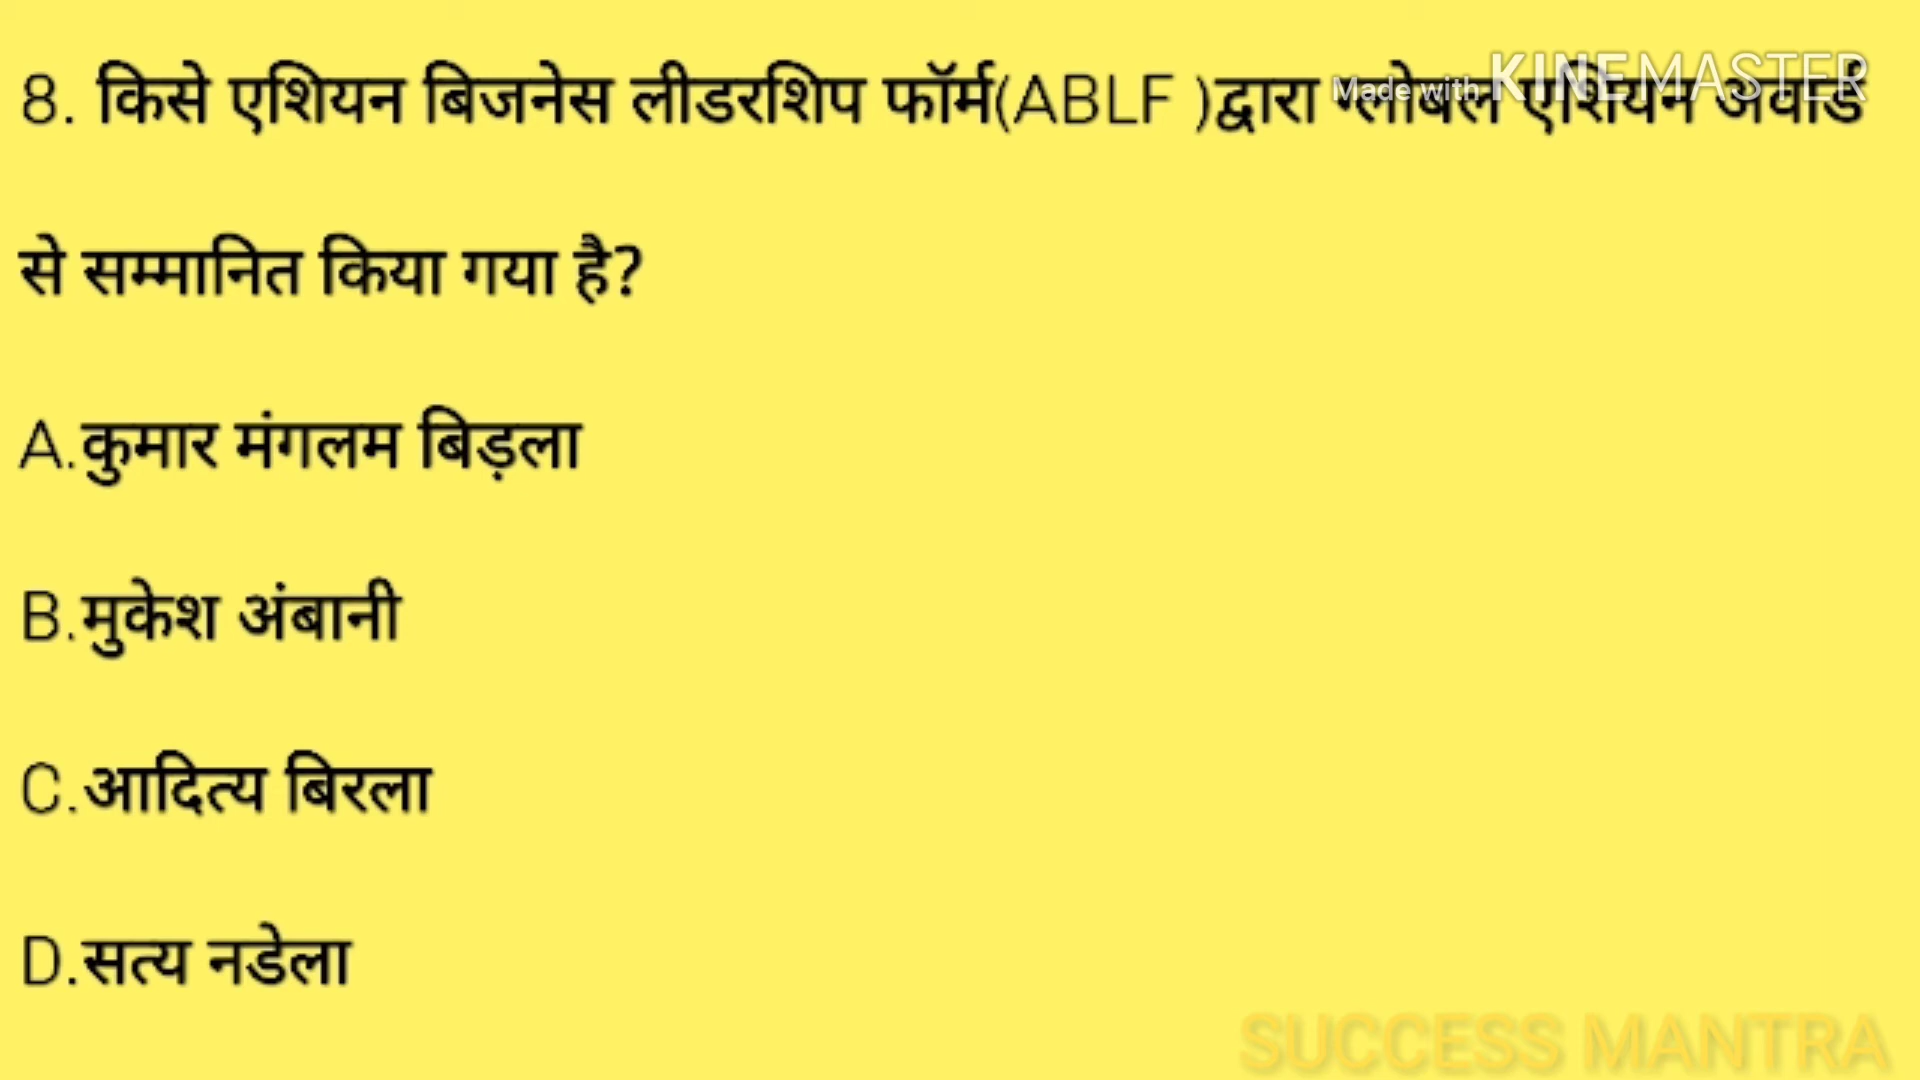 8. किसे एशियन बिजनेस लीडरशिप फॉर्म(ABLF )द्वारा ग्लोबल एशियन अवार्ड
Made with KINEMASTER
से सम्मानित किया गया है?
A.कुमार मंगलम बिड़ला
B.मुकेश अंबानी
C.आदित्य बिरला
D.सत्य नडेला
SUCCESS MANTRA